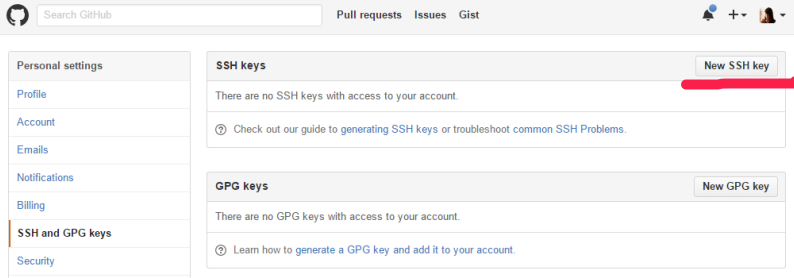 Search GitHub
Pull requests Issues Gist
Personal settings
Profile
Account
Emails
Notifications
Billing
SSH and GPG keys
Security
SSH keys
New SSH key
There are no SSH keys with access to your account.
Check out our guide to generating SSH keys or troubleshoot common SSH Problems.
GPG keys
New GPG key
There are no GPG keys with access to your account.
Learn how to generate a GPG key and add it to your account.